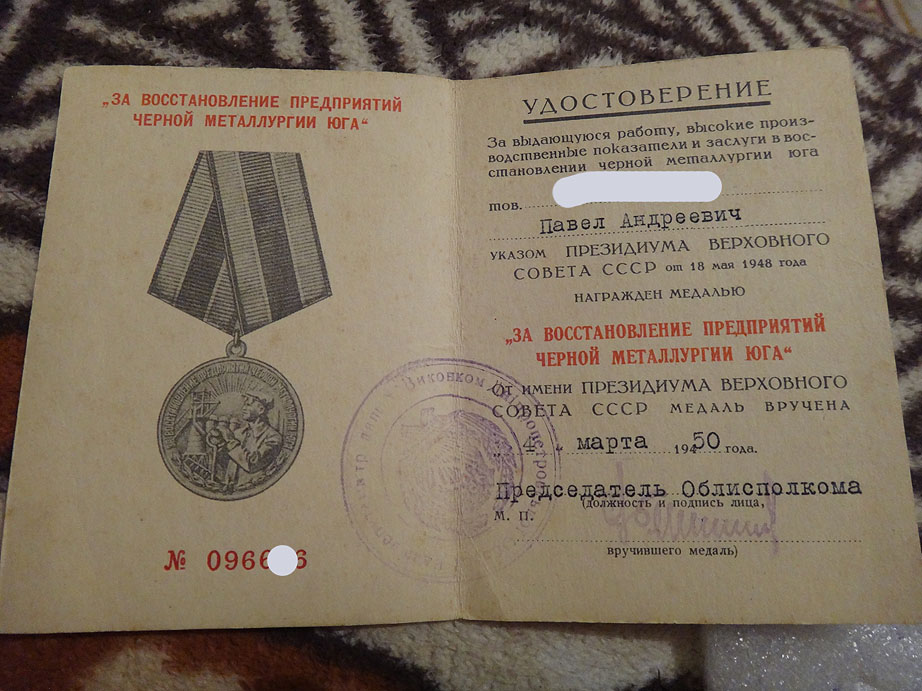 „ЗА ВОССТАНОВЛЕНИЕ ПРЕДПРИЯТИЙ
ЧЕРНОЙ МЕТАЛЛУРГИИ ЮГА“
№ 096
УДОСТОВЕРЕНИЕ
За выдающуюся работу, высокие произ-
водственные показатели и заслуги в вос-
становлении черной металлургии юга
тов.
Павел Андреевич
указом ПРЕЗИДИУМА ВЕРХОВНОГО
СОВЕТА СССР от 18 мая 1948 года
НАГРАЖДЕН МЕДАЛЬЮ
„ЗА ВОССТАНОВЛЕНИЕ ПРЕДПРИЯТИЙ
ЧЕРНОЙ МЕТАЛЛУРГИИ ЮГА“
ОТ ИМЕНИ ПРЕЗИДИУМА ВЕРХОВНОГО
СОВЕТА СССР МЕДАЛЬ ВРУЧЕНА
„ 4 „ марта 1950 года.
Председатель Облисполкома
(должность и подпись лица,
М. П.
вручившего медаль)
Виконком